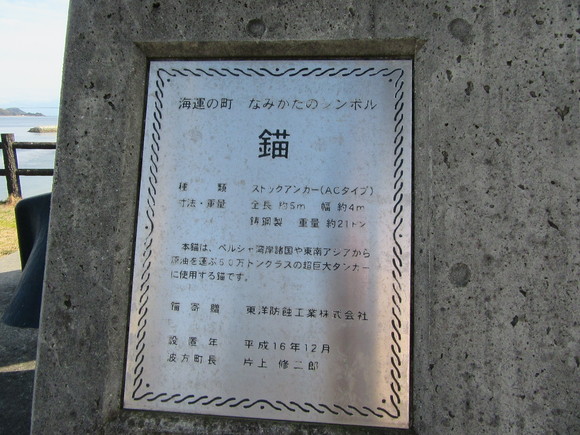 海運の町　なみかたのシンボル
錨
種　　類　　ストックアンカー(ACタイプ)
寸法・重量　　全長 約5m　幅 約4m
鋳鋼製　重量 約21トン
本錨は、ペルシャ湾岸諸国や東南アジアから
原油を運ぶ50万トンクラスの超巨大タンカー
に使用する錨です。
錨 寄 贈　　東洋防蝕工業株式会社
設 置 年　　平成16年12月
波方町長　　片上 修二郎